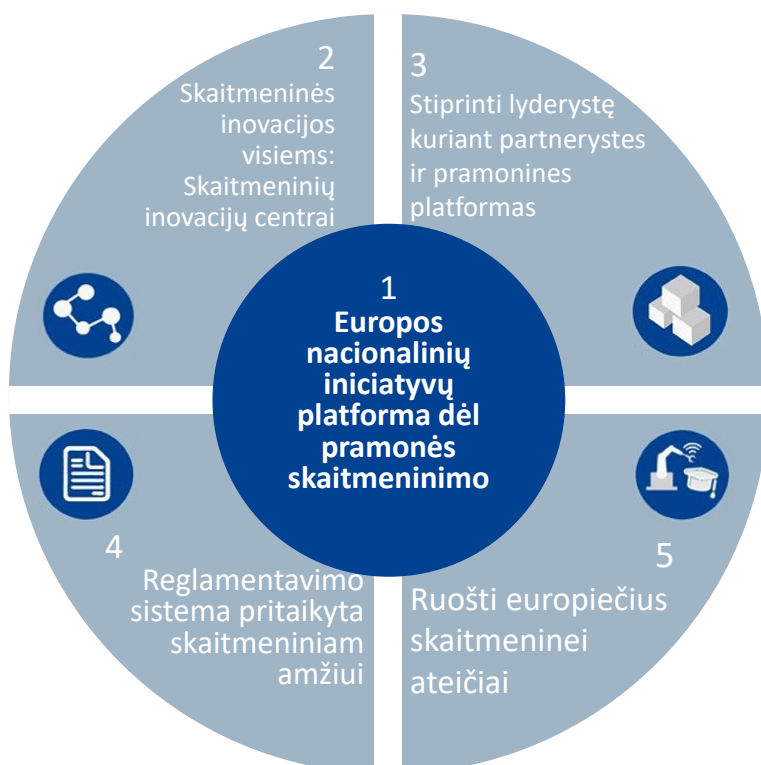 2
Skaitmeninės
inovacijos
visiems:
Skaitmeninių
inovacijų centrai
3
Stiprinti lyderystę
kuriant partnerystes
ir pramonines
platformas
1
Europos
nacionalinių
iniciatyvų
platforma dėl
pramonės
skaitmeninimo
4
Reglamentavimo
sistema pritaikyta
skaitmeniniam
amžiui
5
Ruošti europiečius
skaitmeninei
ateičiai